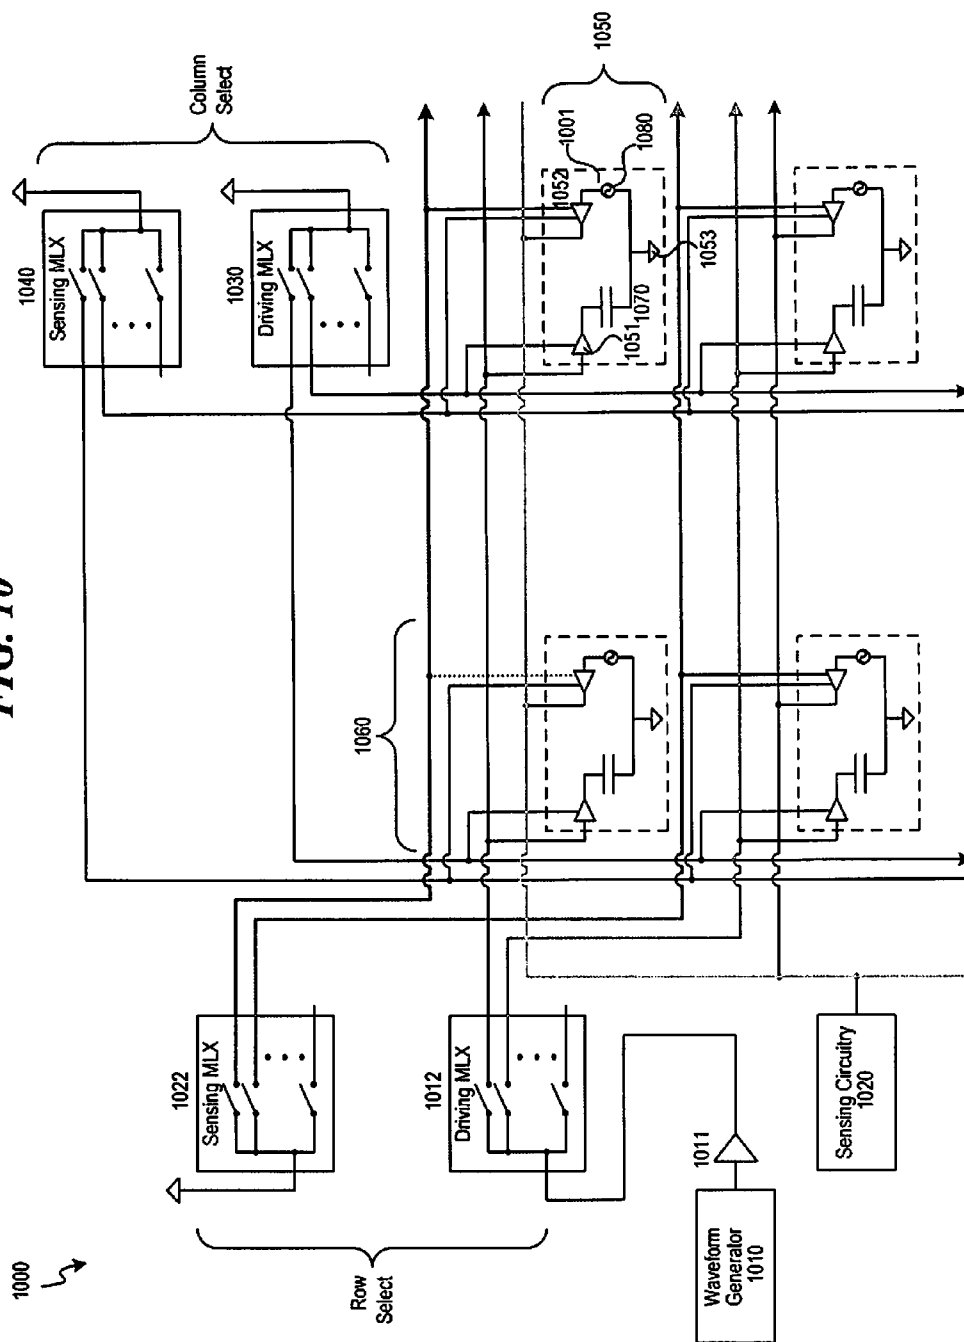 FIG. 10
1000
Row
Select
Column
Select
1022
Sensing MLX
1012
Driving MLX
1040
Sensing MLX
1030
Driving MLX
Waveform
Generator
1010
1011
Sensing Circuitry
1020
1060
1050
1001
1052
1080
1051
1070
1053